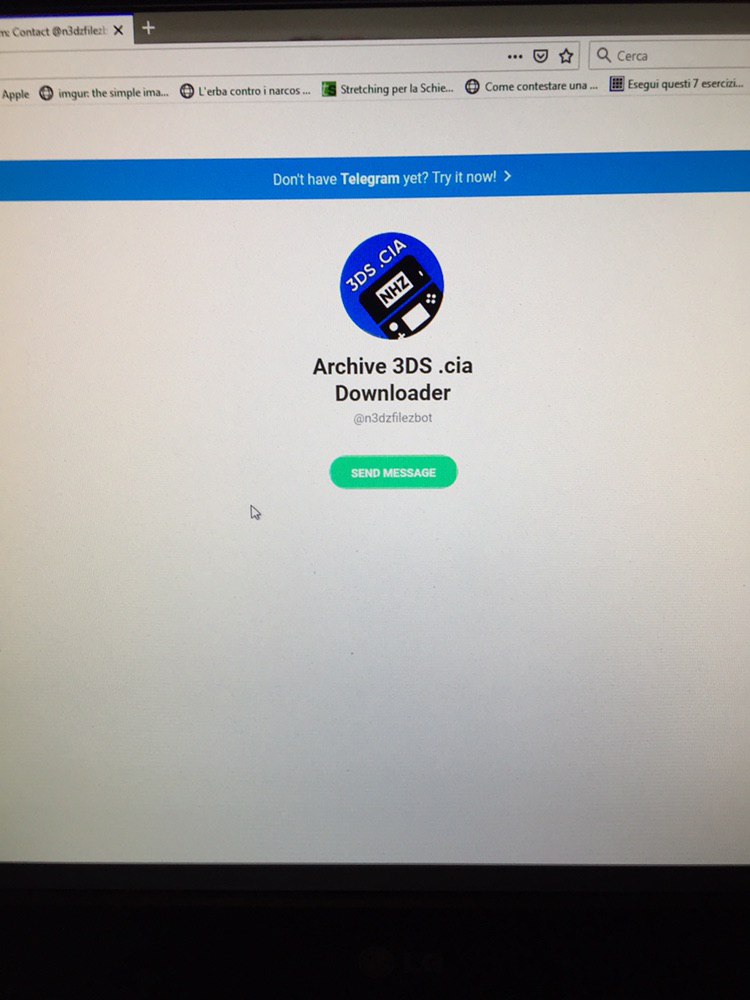 Contact @n3dzfilezb
Cerca
Apple
imgur: the simple ima...
L'erba contro i narcos ...
Stretching per la Schie...
Come contestare una ...
Esegui questi 7 esercizi...
Don't have Telegram yet? Try it now!
3DS .CIA
NHZ
Archive 3DS .cia
Downloader
@n3dzfilezbot
SEND MESSAGE